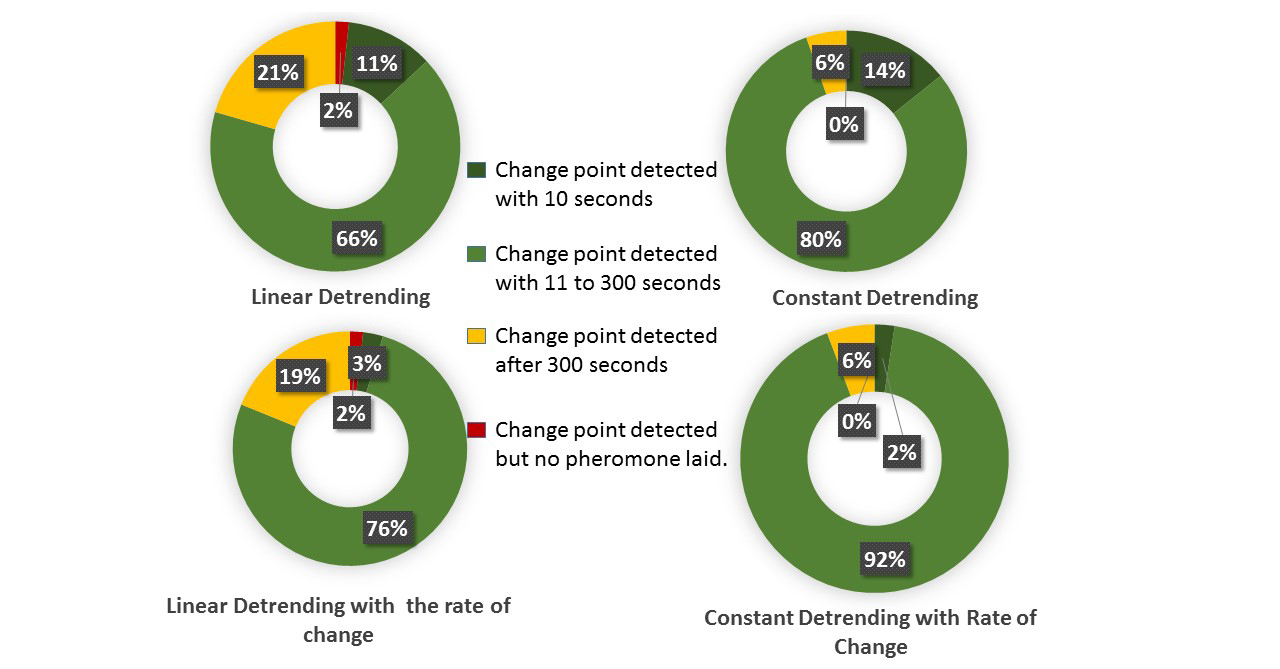 21%
11%
2%
66%
Linear Detrending
6%
14%
0%
80%
Constant Detrending
Change point detected
with 10 seconds
Change point detected
with 11 to 300 seconds
Change point detected
after 300 seconds
Change point detected
but no pheromone laid.
19%
3%
2%
76%
Linear Detrending with  the rate of
change
6%
0%
2%
92%
Constant Detrending with Rate of
Change